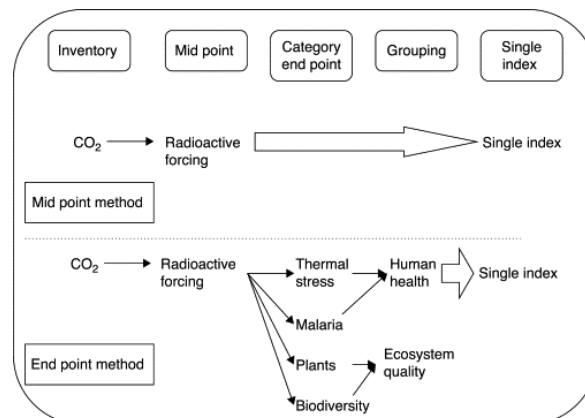 Inventory
Mid point
Category
end point
Grouping
Single
index
CO₂
Radioactive
forcing
Single index
Mid point method
CO₂
Radioactive
forcing
Thermal
stress
Human
health
Single index
Malaria
End point method
Plants
Ecosystem
quality
Biodiversity